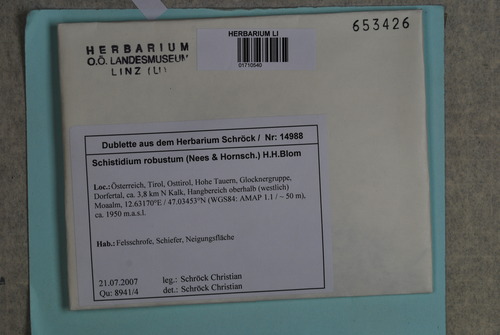 653426
HERBARIUM
O.Ö. LANDESMUSEUM
LINZ (LI)
HERBARIUM LI
01710540
Dublette aus dem Herbarium Schröck / Nr: 14988
Schistidium robustum (Nees & Hornsch.) H.H.Blom
Loc.:Österreich, Tirol, Osttirol, Hohe Tauern, Glocknergruppe,
Dorfertal, ca. 3,8 km N Kalk, Hangbereich oberhalb (westlich)
Moaalm, 12.63170°E / 47.03453°N (WGS84: AMAP 1.1 / ~ 50 m),
ca. 1950 m.a.s.l.
Hab.: Felsschrofe, Schiefer, Neigungsfläche
21.07.2007 leg.: Schröck Christian
Qu: 8941/4 det.: Schröck Christian